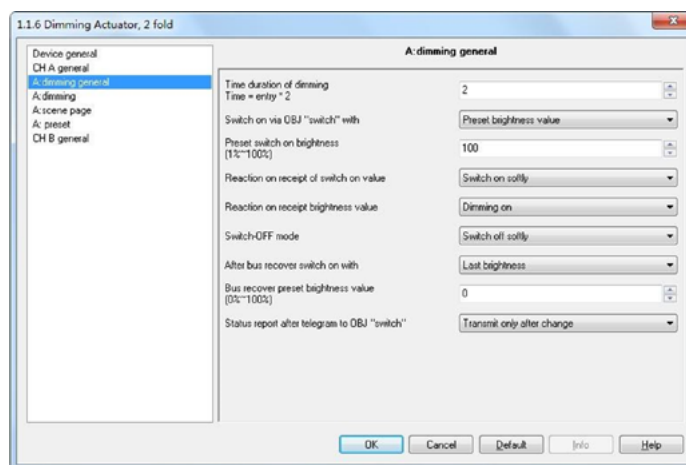 1.1.6 Dimming Actuator, 2 fold
Device general
CH A general
A:dimming general
A:dimming
A:scene page
A: preset
CH B general
A:dimming general
Time duration of dimming
Time = entry * 2
2
Switch on via OBJ "switch" with
Preset brightness value
Preset switch on brightness
(1%~100%)
100
Reaction on receipt of switch on value
Switch on softly
Reaction on receipt brightness value
Dimming on
Switch-OFF mode
Switch off softly
After bus recover switch on with
Last brightness
Bus recover preset brightness value
(0%~100%)
0
Status report after telegram to OBJ "switch"
Transmit only after change
OK
Cancel
Default
Info
Help